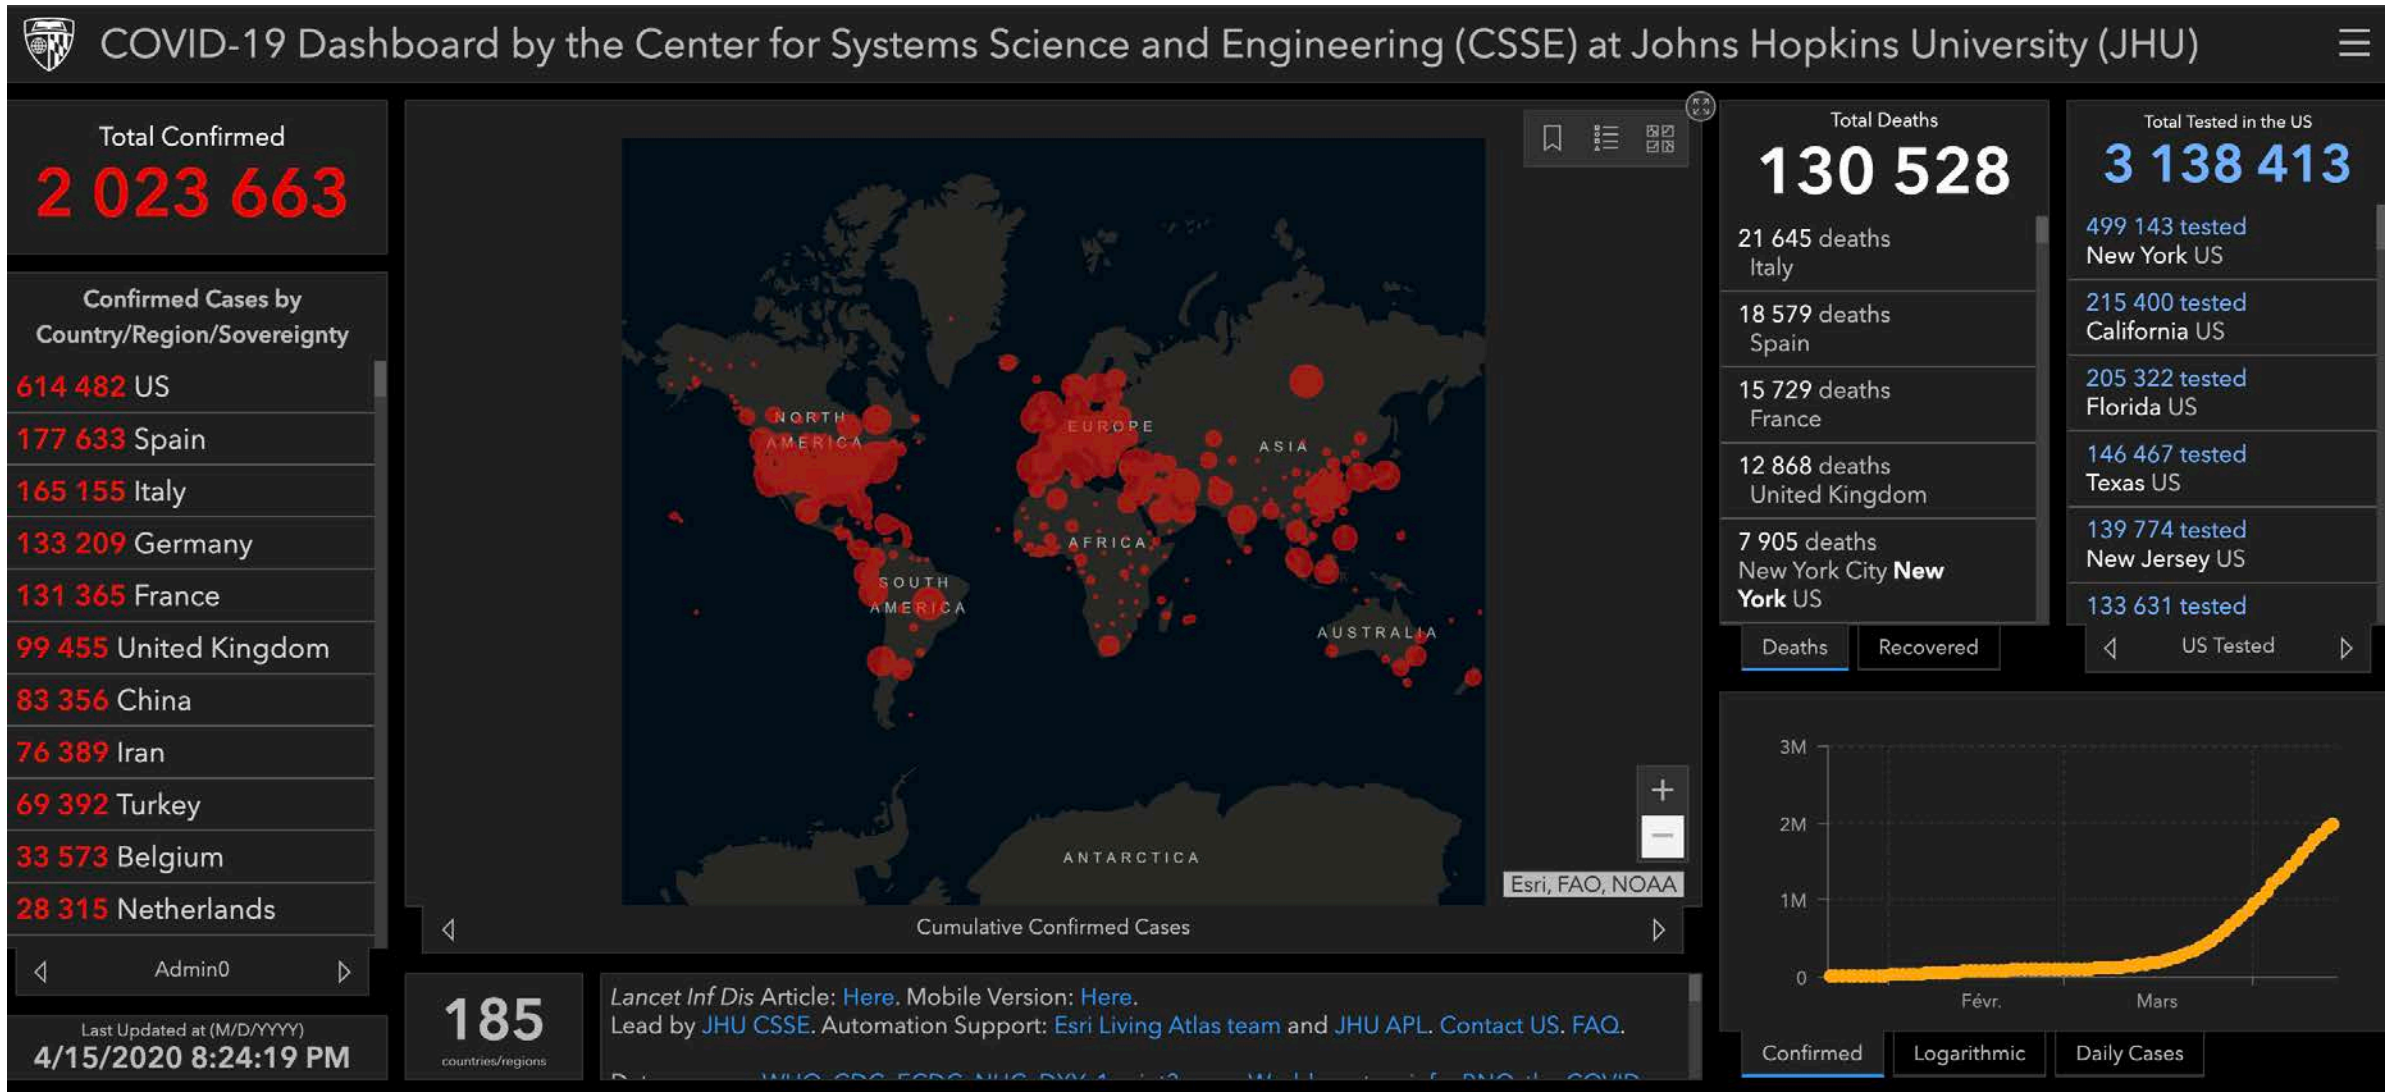 COVID-19 Dashboard by the Center for Systems Science and Engineering (CSSE) at Johns Hopkins University (JHU)
Total Confirmed
2 023 663
Confirmed Cases by
Country/Region/Sovereignty
614 482 US
177 633 Spain
165 155 Italy
133 209 Germany
131 365 France
99 455 United Kingdom
83 356 China
76 389 Iran
69 392 Turkey
33 573 Belgium
28 315 Netherlands
Admin0
Last Updated at (M/D/YYYY)
4/15/2020 8:24:19 PM
NORTH
AMERICA
EUROPE
ASIA
AFRICA
SOUTH
AMERICA
AUSTRALIA
ANTARCTICA
Esri, FAO, NOAA
Cumulative Confirmed Cases
185
countries/regions
Lancet Inf Dis Article: Here. Mobile Version: Here.
Lead by JHU CSSE. Automation Support: Esri Living Atlas team and JHU APL. Contact US. FAQ.
Total Deaths
130 528
21 645 deaths
Italy
18 579 deaths
Spain
15 729 deaths
France
12 868 deaths
United Kingdom
7 905 deaths
New York City New
York US
Deaths
Recovered
Total Tested in the US
3 138 413
499 143 tested
New York US
215 400 tested
California US
205 322 tested
Florida US
146 467 tested
Texas US
139 774 tested
New Jersey US
133 631 tested
US Tested
3M
2M
1M
0
Févr.
Mars
Confirmed
Logarithmic
Daily Cases